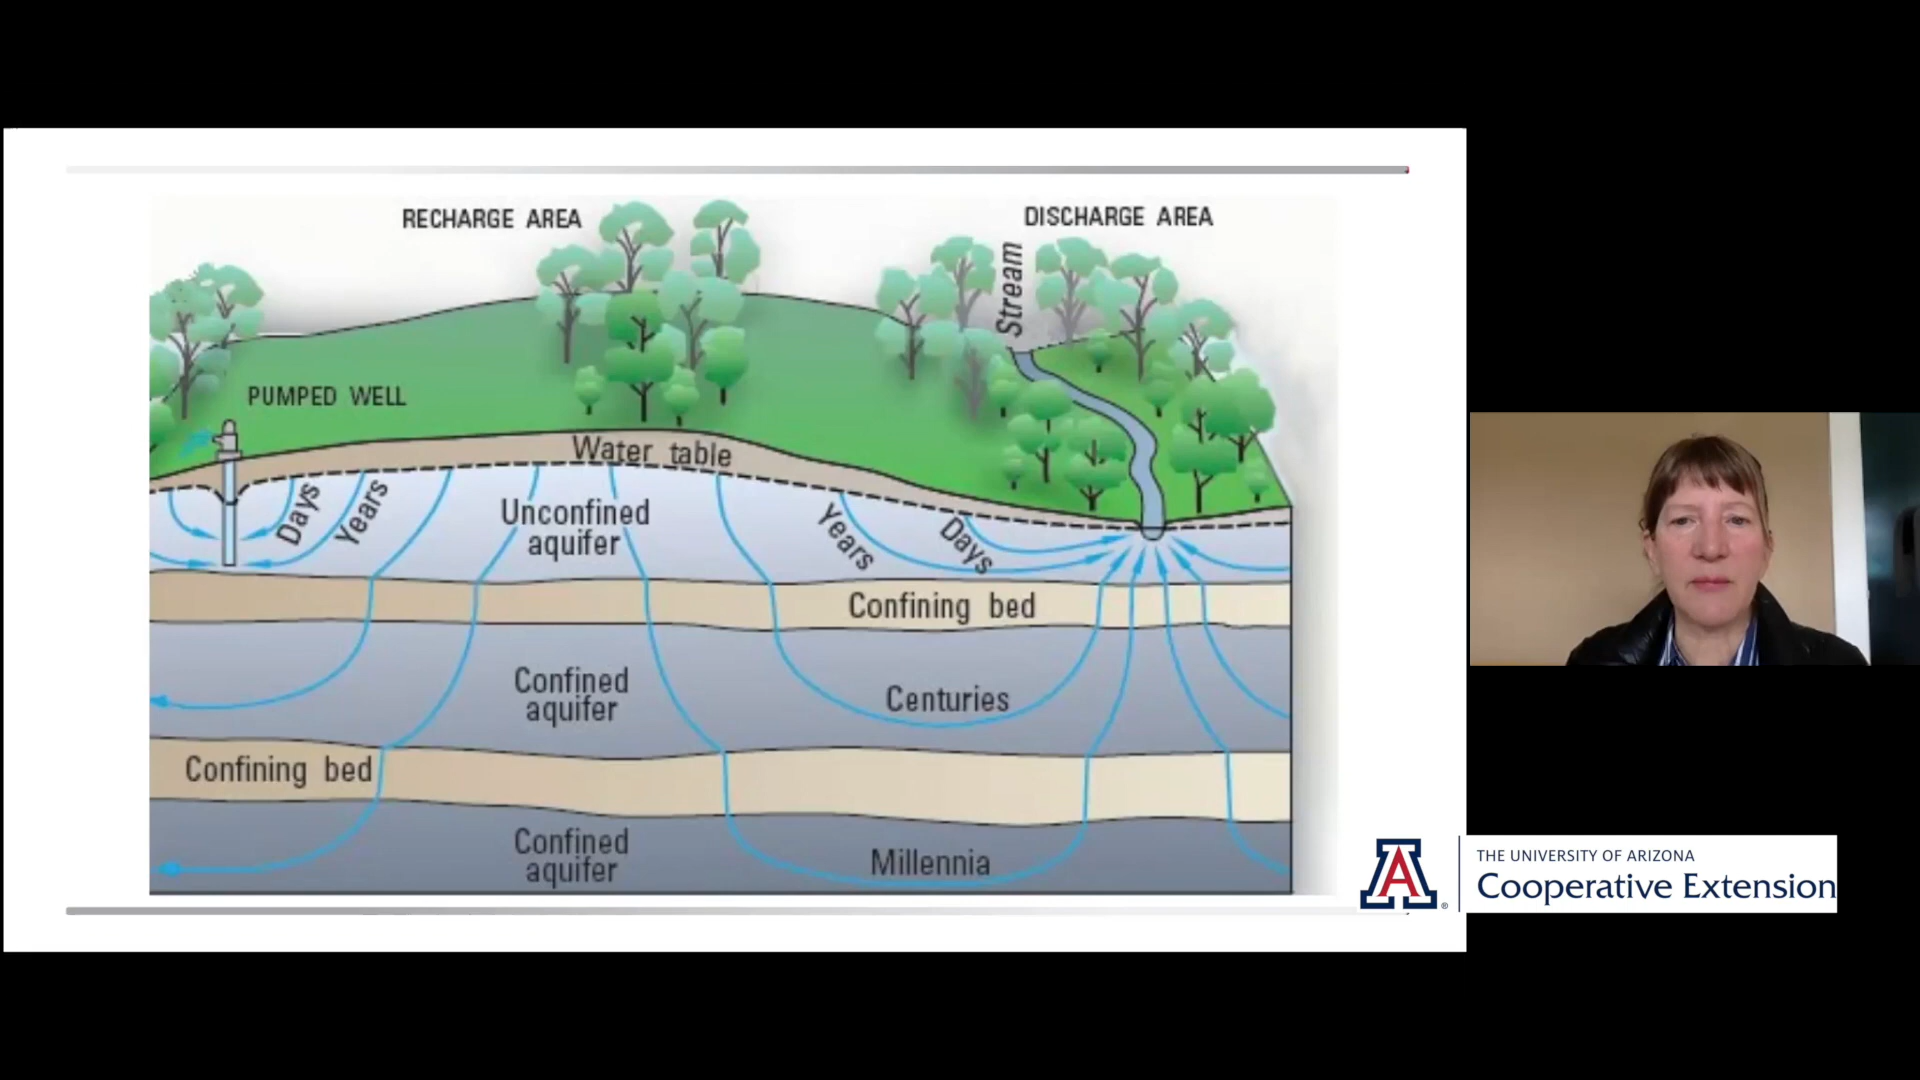 RECHARGE AREA
DISCHARGE AREA
Stream
PUMPED WELL
Water table
Days
Years
Unconfined
aquifer
Years
Days
Confining bed
Confined
aquifer
Centuries
Confining bed
Confined
aquifer
Millennia
A
®
THE UNIVERSITY OF ARIZONA
Cooperative Extension